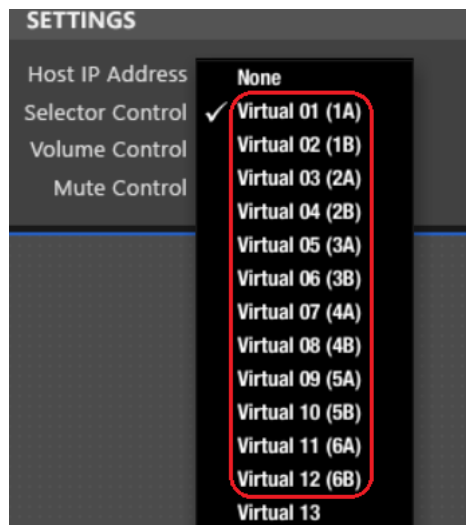 SETTINGS
Host IP Address
None
Selector Control ✓ Virtual 01 (1A)
Volume Control
Virtual 02 (1B)
Mute Control
Virtual 03 (2A)
Virtual 04 (2B)
Virtual 05 (3A)
Virtual 06 (3B)
Virtual 07 (4A)
Virtual 08 (4B)
Virtual 09 (5A)
Virtual 10 (5B)
Virtual 11 (6A)
Virtual 12 (6B)
Virtual 13